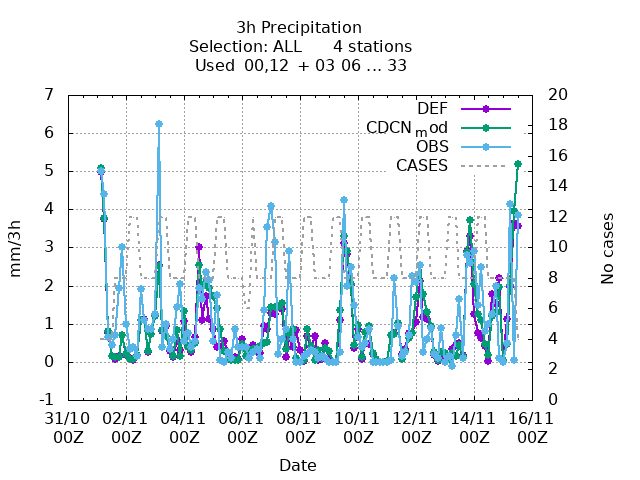 3h Precipitation
Selection: ALL 4 stations
Used 00,12 + 03 06 ... 33
7
6
5
4
3
2
1
0
-1
20
18
16
14
12
10
8
6
4
2
0
DEF
CDCN_mod
OBS
CASES
mm/3h
No cases
31/10 02/11 04/11 06/11 08/11 10/11 12/11 14/11 16/11
00Z 00Z 00Z 00Z 00Z 00Z 00Z 00Z 00Z
Date